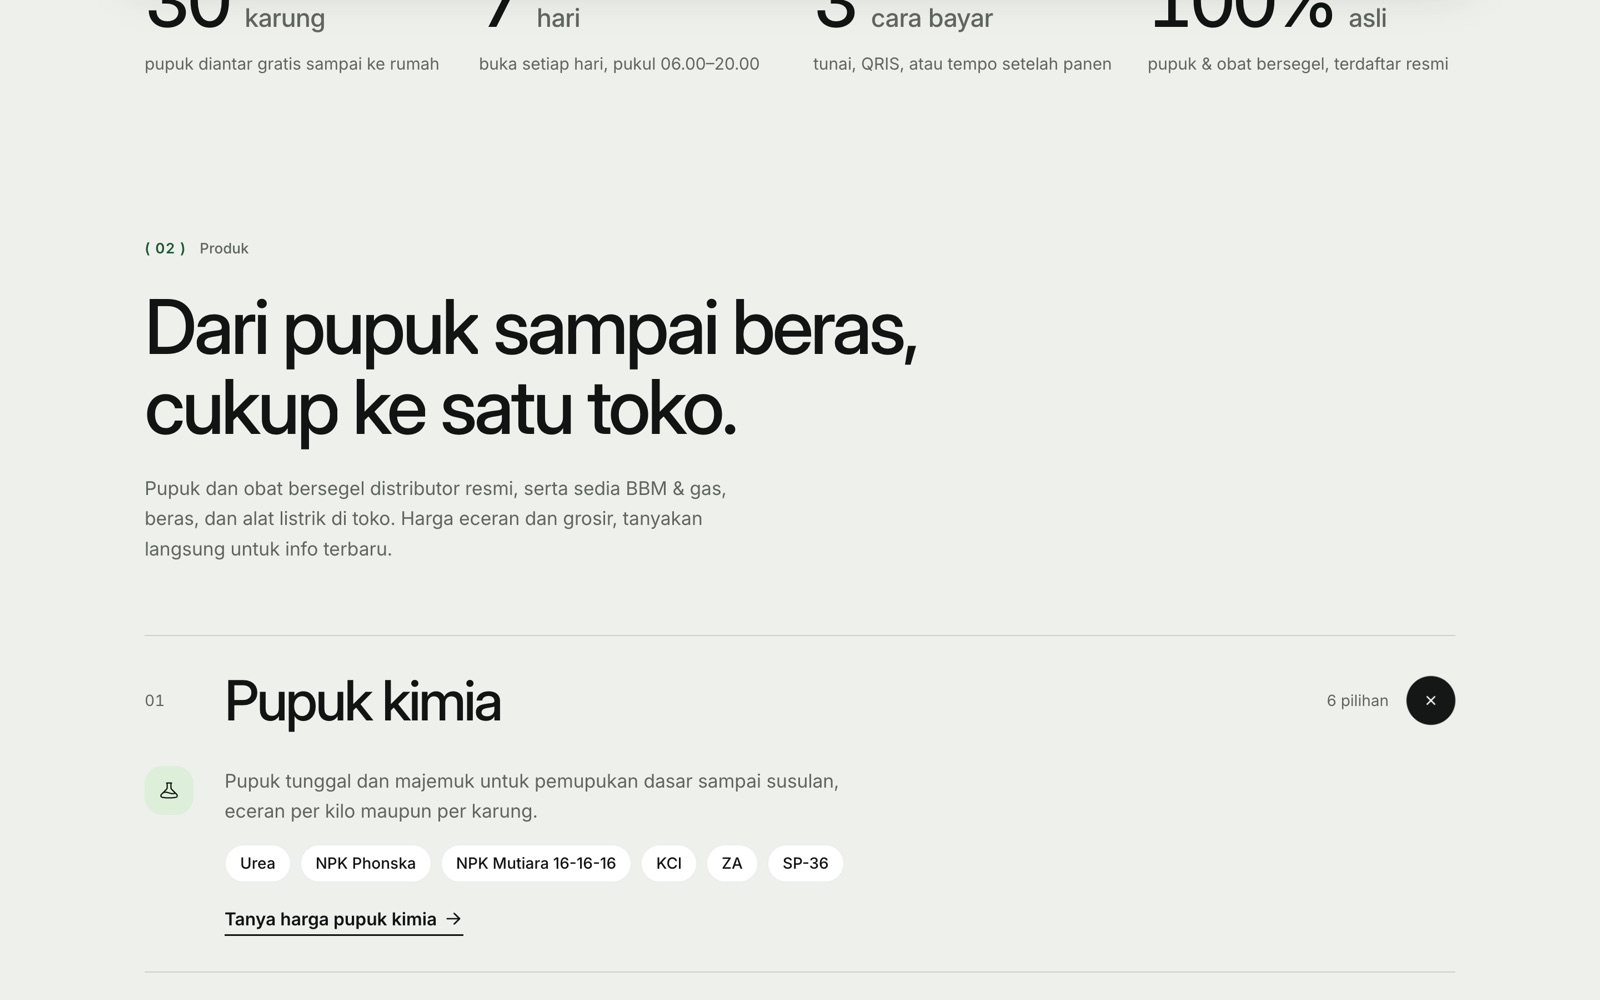 30 karung
7 hari
3 cara bayar
100% asli
pupuk diantar gratis sampai ke rumah
buka setiap hari, pukul 06.00–20.00
tunai, QRIS, atau tempo setelah panen
pupuk & obat bersegel, terdaftar resmi
( 02 ) Produk
Dari pupuk sampai beras,
cukup ke satu toko.
Pupuk dan obat bersegel distributor resmi, serta sedia BBM & gas,
beras, dan alat listrik di toko. Harga eceran dan grosir, tanyakan
langsung untuk info terbaru.
01 Pupuk kimia 6 pilihan
Pupuk tunggal dan majemuk untuk pemupukan dasar sampai susulan,
eceran per kilo maupun per karung.
Urea NPK Phonska NPK Mutiara 16-16-16 KCl ZA SP-36
Tanya harga pupuk kimia →